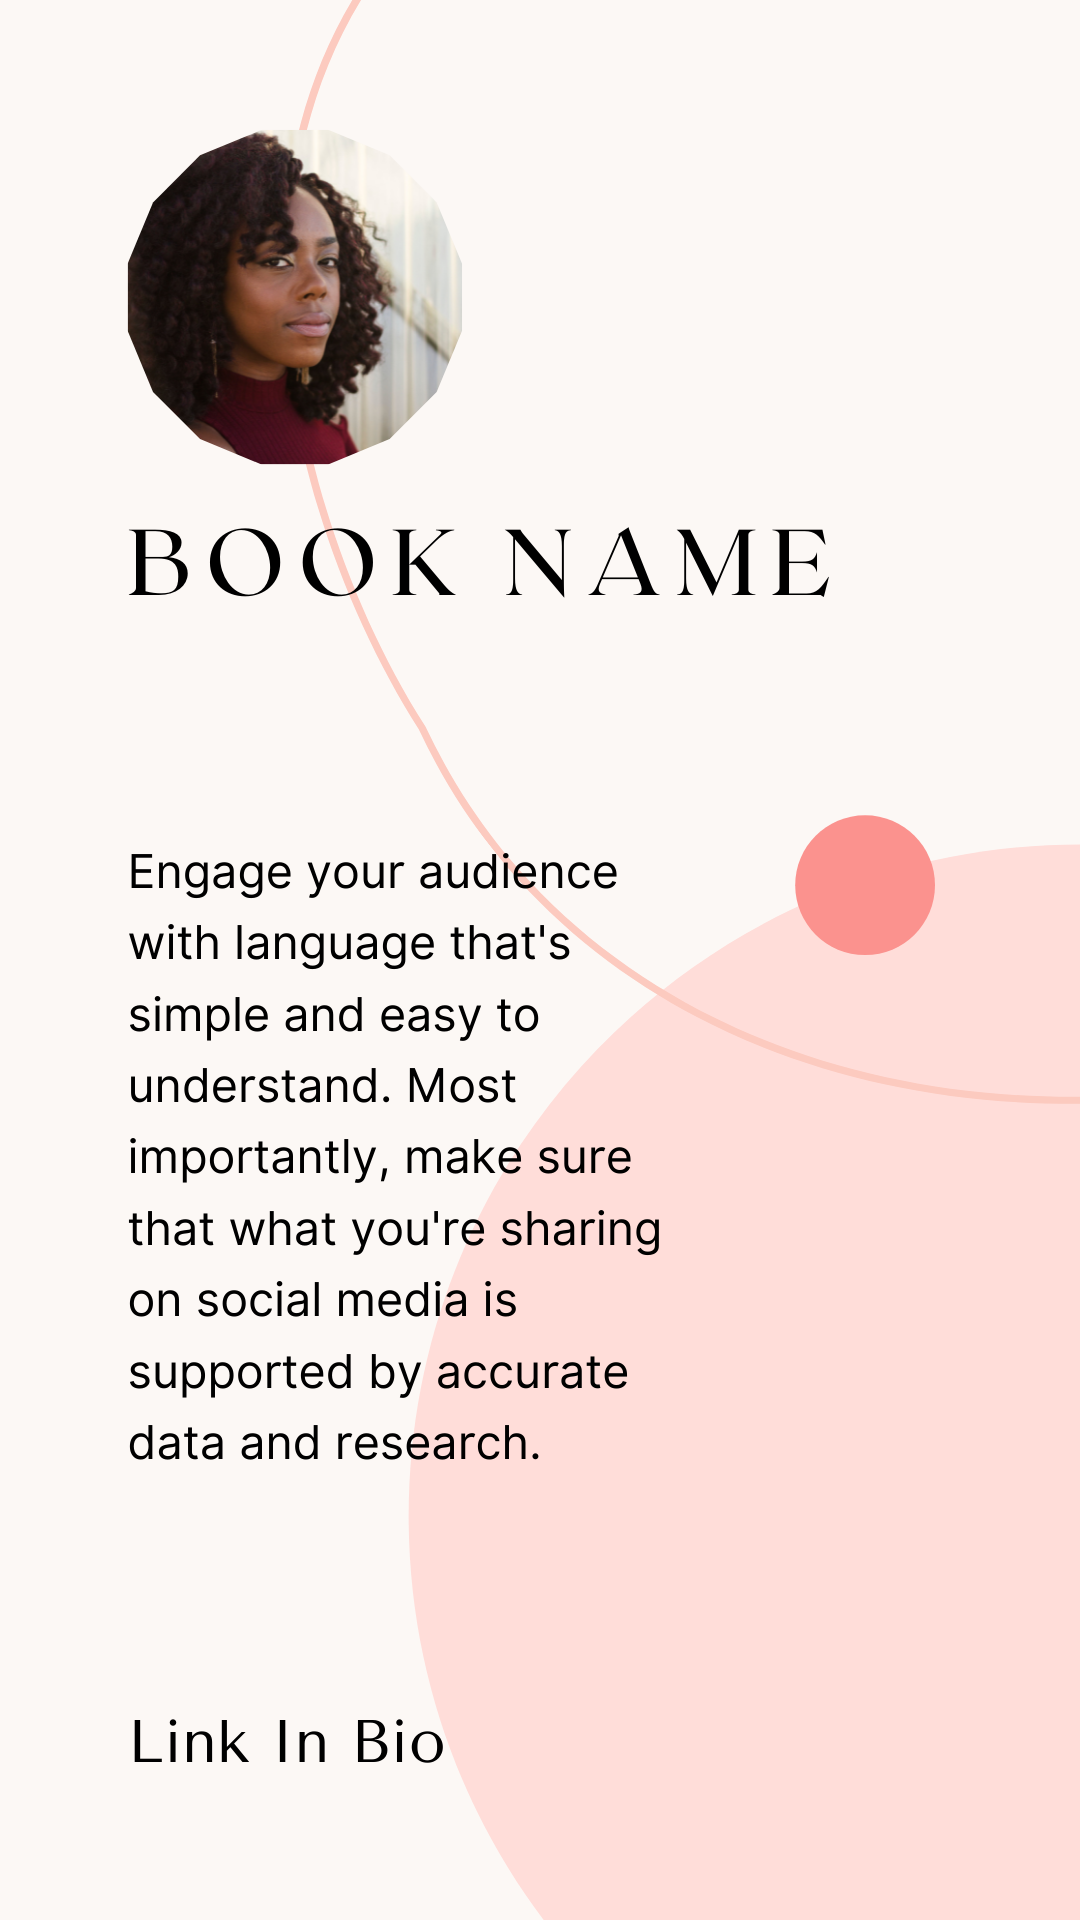 BOOK NAME
Engage your audience
with language that's
simple and easy to
understand. Most
importantly, make sure
that what you're sharing
on social media is
supported by accurate
data and research.
Link In Bio